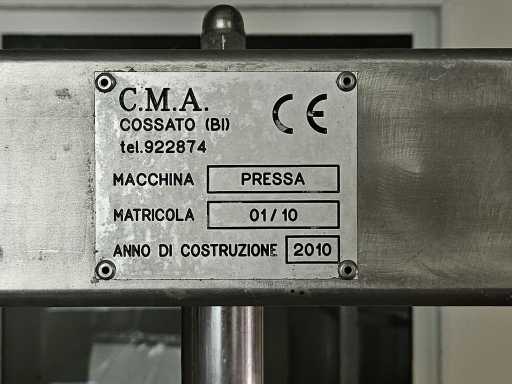 C.M.A.
CE
COSSATO (BI)
tel.922874
MACCHINA PRESSA
MATRICOLA 01/10
ANNO DI COSTRUZIONE 2010